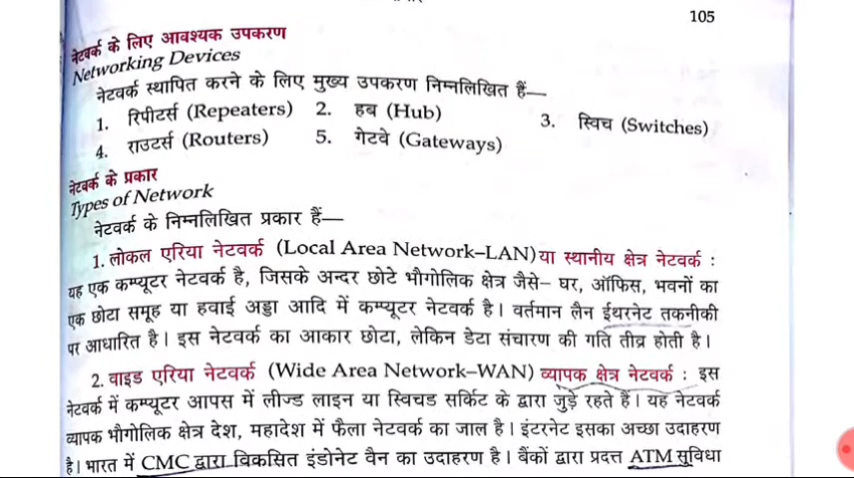 105
नेटवर्क के लिए आवश्यक उपकरण
Networking Devices
नेटवर्क स्थापित करने के लिए मुख्य उपकरण निम्नलिखित हैं—
1. रिपीटर्स (Repeaters) 2. हब (Hub) 3. स्विच (Switches)
4. राउटर्स (Routers) 5. गेटवे (Gateways)
नेटवर्क के प्रकार
Types of Network
नेटवर्क के निम्नलिखित प्रकार हैं—
1. लोकल एरिया नेटवर्क (Local Area Network–LAN) या स्थानीय क्षेत्र नेटवर्क :
यह एक कम्प्यूटर नेटवर्क है, जिसके अन्दर छोटे भौगोलिक क्षेत्र जैसे– घर, ऑफिस, भवनों का
एक छोटा समूह या हवाई अड्डा आदि में कम्प्यूटर नेटवर्क है। वर्तमान लैन ईथरनेट तकनीकी
पर आधारित है। इस नेटवर्क का आकार छोटा, लेकिन डेटा संचारण की गति तीव्र होती है।
2. वाइड एरिया नेटवर्क (Wide Area Network–WAN) व्यापक क्षेत्र नेटवर्क : इस
नेटवर्क में कम्प्यूटर आपस में लीज्ड लाइन या स्विचड सर्किट के द्वारा जुड़े रहते हैं। यह नेटवर्क
व्यापक भौगोलिक क्षेत्र देश, महादेश में फैला नेटवर्क का जाल है। इंटरनेट इसका अच्छा उदाहरण
है। भारत में CMC द्वारा विकसित इंडोनेट वैन का उदाहरण है। बैंकों द्वारा प्रदत्त ATM सुविधा